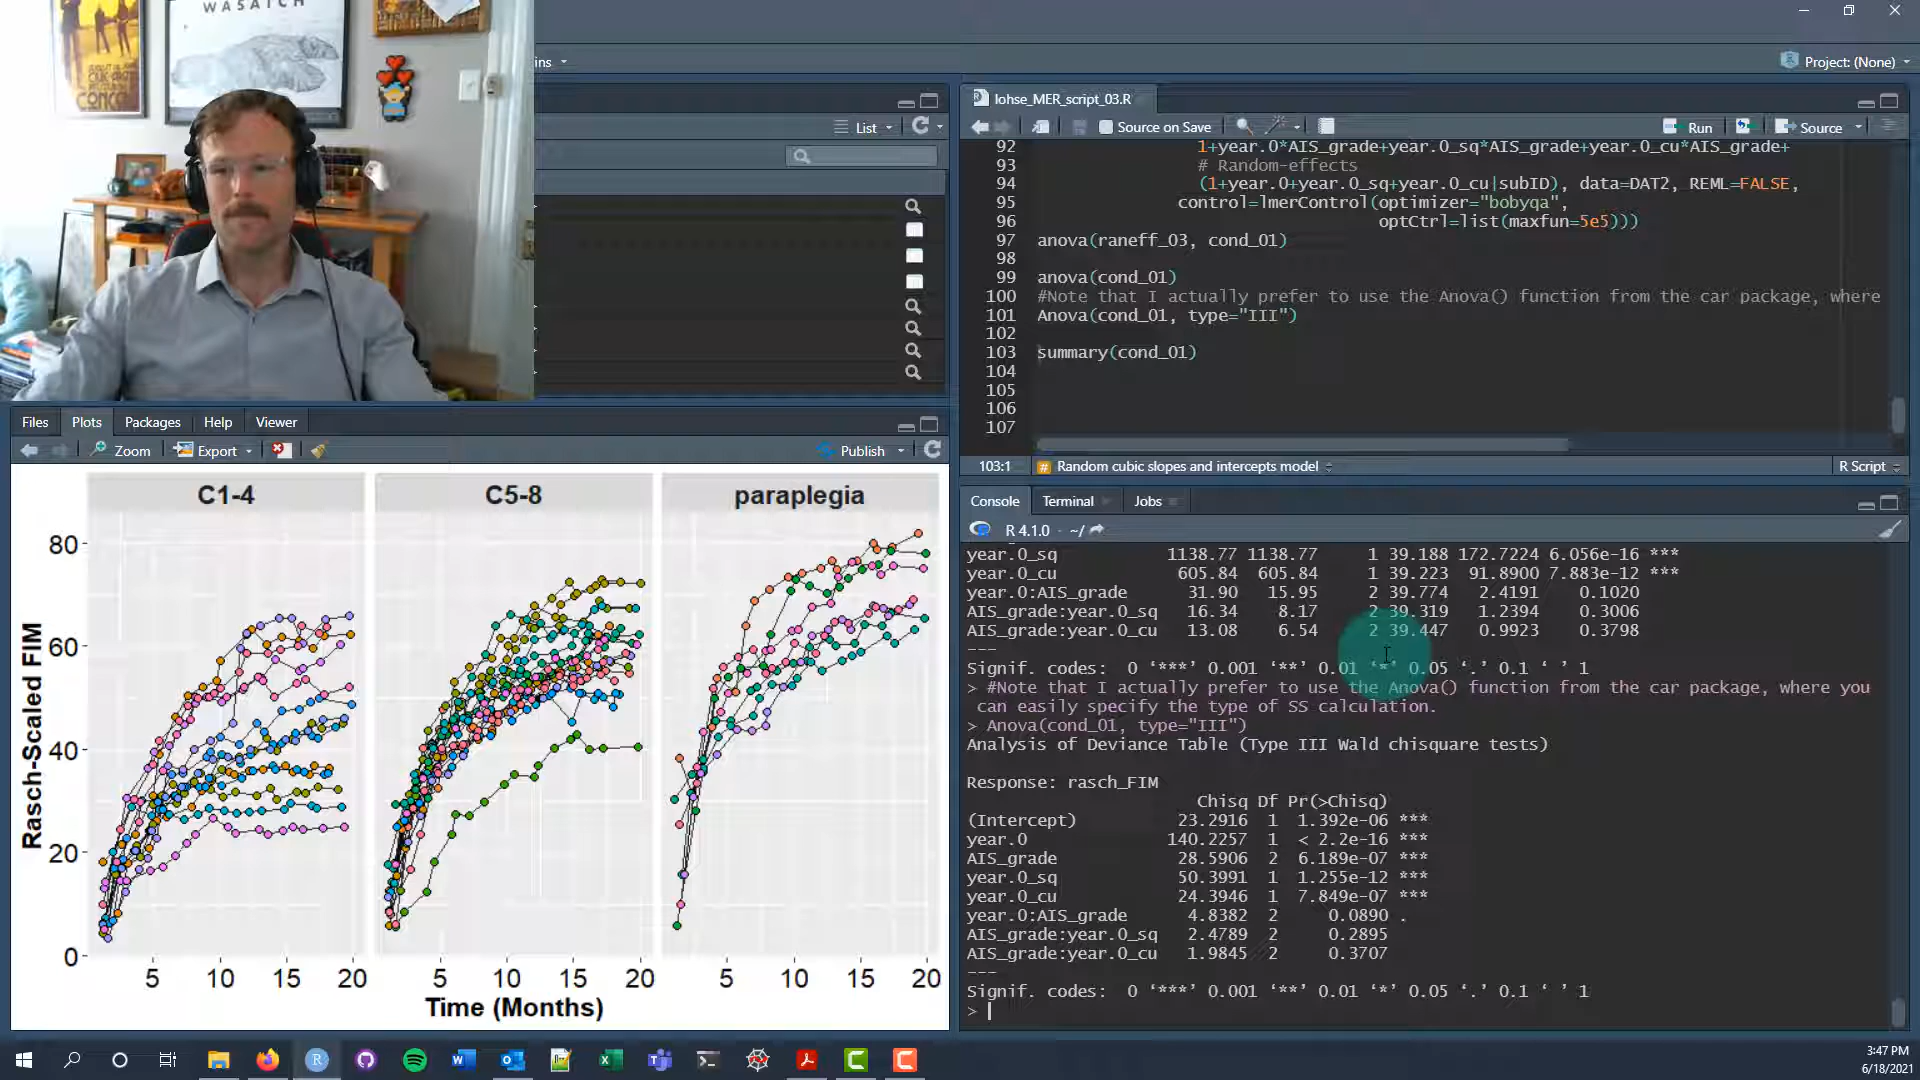 WASATCH
CONCO
ins
Project: (None)
List
lohse_MER_script_03.R
Source on Save
Run
Source
92 1+year.0*AIS_grade+year.0_sq*AIS_grade+year.0_cu*AIS_grade+
93 # Random-effects
94 (1+year.0+year.0_sq+year.0_cu|subID), data=DAT2, REML=FALSE,
95 control=lmerControl(optimizer="bobyqa",
96 optCtrl=list(maxfun=5e5)))
97 anova(raneff_03, cond_01)
98
99 anova(cond_01)
100 #Note that I actually prefer to use the Anova() function from the car package, where
101 Anova(cond_01, type="III")
102
103 summary(cond_01)
104
105
106
107
103:1
# Random cubic slopes and intercepts model
R Script
Files Plots Packages Help Viewer
Zoom Export Publish
C1-4 C5-8 paraplegia
Rasch-Scaled FIM
80
60
40
20
0
5 10 15 20 5 10 15 20 5 10 15 20
Time (Months)
Console Terminal Jobs
R 4.1.0 · ~/
year.0_sq 1138.77 1138.77 1 39.188 172.7224 6.056e-16 ***
year.0_cu 605.84 605.84 1 39.223 91.8900 7.883e-12 ***
year.0:AIS_grade 31.90 15.95 2 39.774 2.4191 0.1020
AIS_grade:year.0_sq 16.34 8.17 2 39.319 1.2394 0.3006
AIS_grade:year.0_cu 13.08 6.54 2 39.447 0.9923 0.3798
---
Signif. codes: 0 ‘***’ 0.001 ‘**’ 0.01 ‘*’ 0.05 ‘.’ 0.1 ‘ ’ 1
> #Note that I actually prefer to use the Anova() function from the car package, where you
can easily specify the type of SS calculation.
> Anova(cond_01, type="III")
Analysis of Deviance Table (Type III Wald chisquare tests)
Response: rasch_FIM
Chisq Df Pr(>Chisq)
(Intercept) 23.2916 1 1.392e-06 ***
year.0 140.2257 1 < 2.2e-16 ***
AIS_grade 28.5906 2 6.189e-07 ***
year.0_sq 50.3991 1 1.255e-12 ***
year.0_cu 24.3946 1 7.849e-07 ***
year.0:AIS_grade 4.8382 2 0.0890 .
AIS_grade:year.0_sq 2.4789 2 0.2895
AIS_grade:year.0_cu 1.9845 2 0.3707
---
Signif. codes: 0 ‘***’ 0.001 ‘**’ 0.01 ‘*’ 0.05 ‘.’ 0.1 ‘ ’ 1
>
3:47 PM
6/18/2021